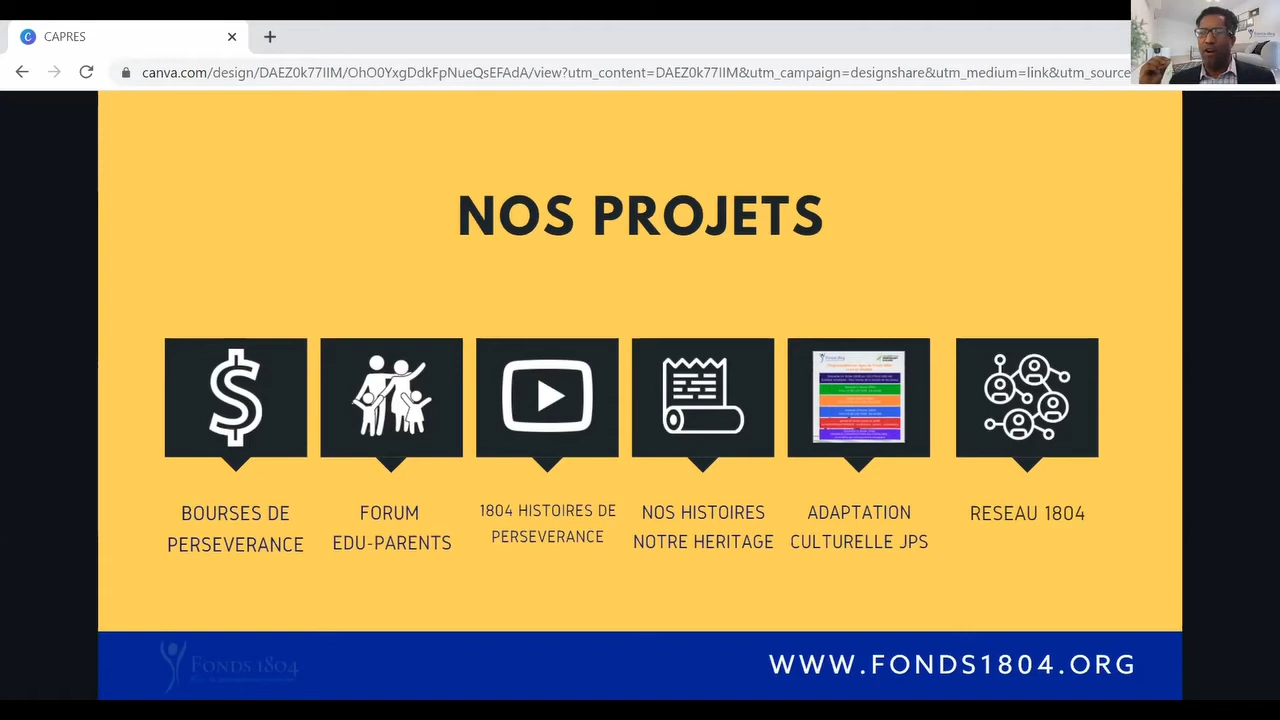 CAPRES
canva.com/design/DAEZ0k77IIM/OhO0YxgDdkFpNueQsEFAdA/view?utm_content=DAEZ0k77IIM&utm_campaign=designshare&utm_medium=link&utm_source
NOS PROJETS
BOURSES DE
PERSEVERANCE
FORUM
EDU-PARENTS
1804 HISTOIRES DE
PERSEVERANCE
NOS HISTOIRES
NOTRE HERITAGE
ADAPTATION
CULTURELLE JPS
RESEAU 1804
FONDS 1804
WWW.FONDS1804.ORG